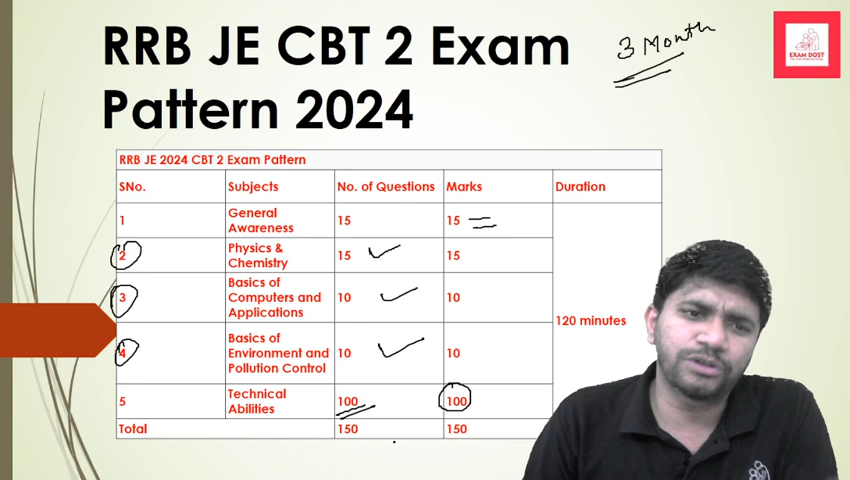 RRB JE CBT 2 Exam
Pattern 2024
3 Month
EXAM DOST
RRB JE 2024 CBT 2 Exam Pattern
SNo. Subjects No. of Questions Marks Duration
1 General Awareness 15 15
2 Physics & Chemistry 15 15
3 Basics of Computers and Applications 10 10
4 Basics of Environment and Pollution Control 10 10
120 minutes
5 Technical Abilities 100 100
Total 150 150